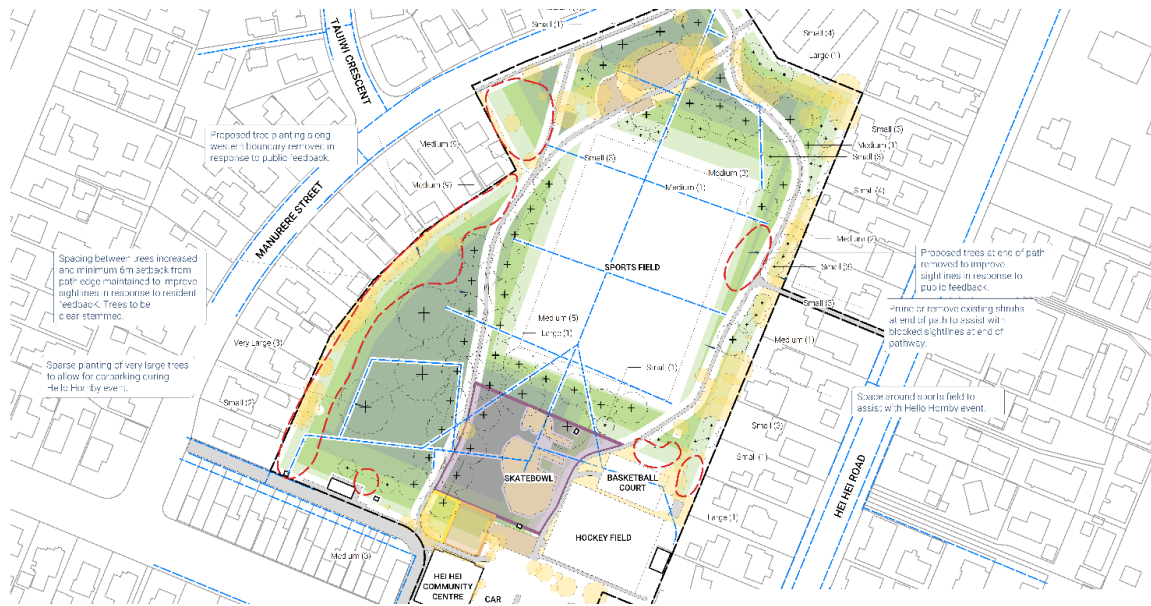 Small (1)
Small (4)
Large (1)
TAUIWI CRESCENT
Proposed tree planting along
western boundary removed in
response to public feedback.
Medium (9)
Small (3)
Small (3)
Medium (1)
Small (3)
Medium (3)
Medium (9)
Medium (1)
Small (4)
MANURERE STREET
Medium (2)
Spacing between trees increased
and minimum 6m setback from
path edge maintained to improve
sightlines in response to resident
feedback. Trees to be
clear stemmed.
SPORTS FIELD
Small (3)
Proposed trees at end of path
removed to improve
sightlines in response to
public feedback.
Small (3)
Prune or remove existing shrubs
at end of path to assist with
blocked sightlines at end of
pathway.
Medium (5)
Large (1)
Very Large (3)
Medium (1)
Sparse planting of very large trees
to allow for carparking during
Hello Hornby event.
Small (1)
Small (2)
Space around sports field to
assist with Hello Hornby event.
Small (3)
Small (1)
SKATEBOWL
BASKETBALL
COURT
HEI HEI ROAD
Large (1)
HOCKEY FIELD
Medium (3)
HEI HEI
COMMUNITY
CENTRE
CAR